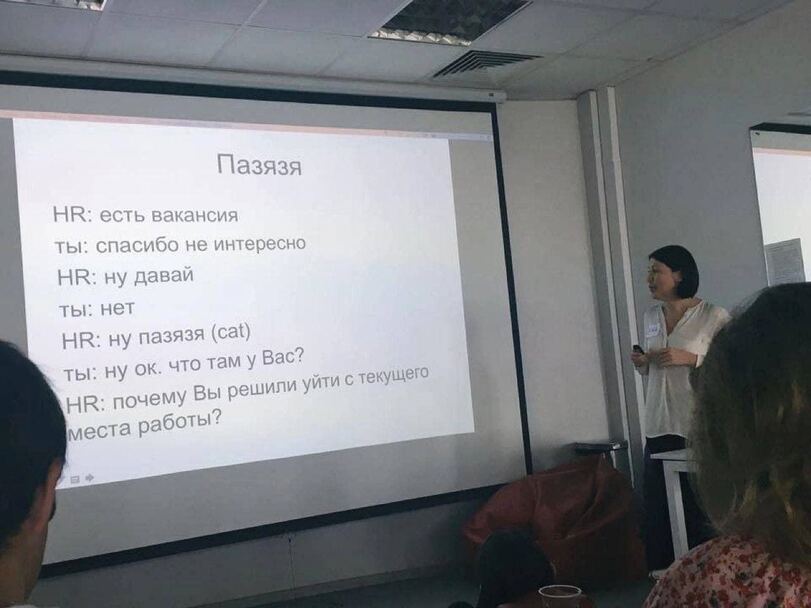 Пазязя
HR: есть вакансия
ты: спасибо не интересно
HR: ну давай
ты: нет
HR: ну пазязя (cat)
ты: ну ок. что там у Вас?
HR: почему Вы решили уйти с текущего
места работы?